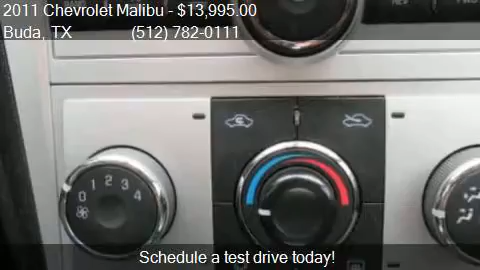 2011 Chevrolet Malibu - $13,995.00
Buda, TX (512) 782-0111
0 1 2 3 4
Schedule a test drive today!